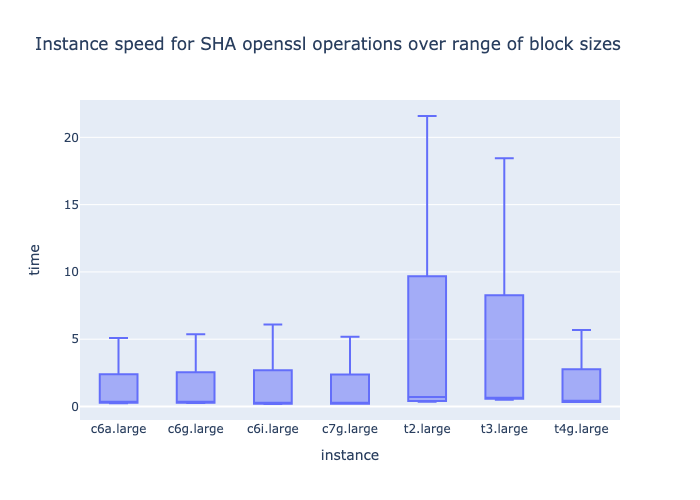 Instance speed for SHA openssl operations over range of block sizes
time
20
15
10
5
0
c6a.large c6g.large c6i.large c7g.large t2.large t3.large t4g.large
instance